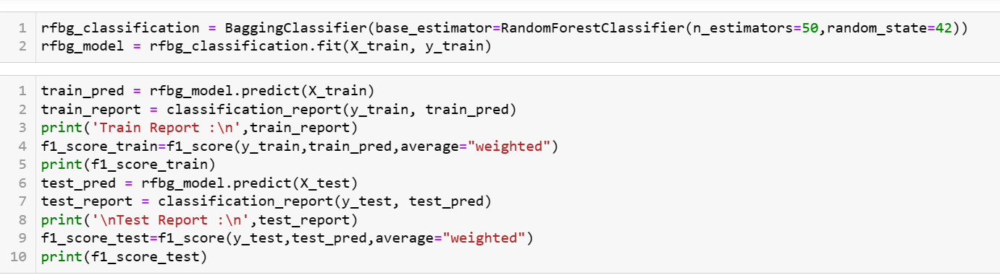 1 rfbg_classification = BaggingClassifier(base_estimator=RandomForestClassifier(n_estimators=50,random_state=42))
2 rfbg_model = rfbg_classification.fit(X_train, y_train)
1 train_pred = rfbg_model.predict(X_train)
2 train_report = classification_report(y_train, train_pred)
3 print('Train Report :\n',train_report)
4 f1_score_train=f1_score(y_train,train_pred,average="weighted")
5 print(f1_score_train)
6 test_pred = rfbg_model.predict(X_test)
7 test_report = classification_report(y_test, test_pred)
8 print('\nTest Report :\n',test_report)
9 f1_score_test=f1_score(y_test,test_pred,average="weighted")
10 print(f1_score_test)